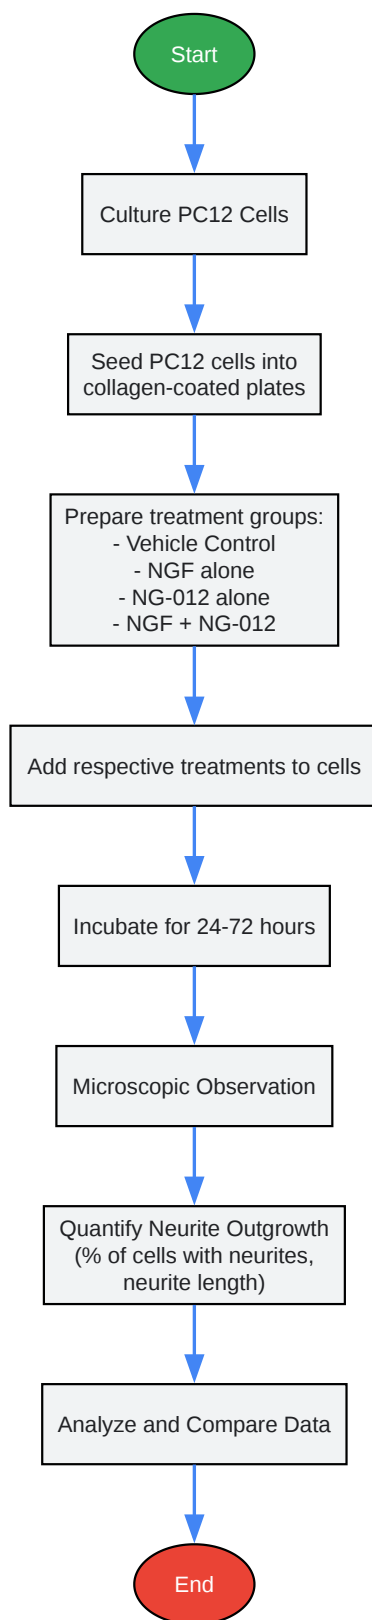 Start
Culture PC12 Cells
Seed PC12 cells into
collagen-coated plates
Prepare treatment groups:
- Vehicle Control
- NGF alone
- NG-012 alone
- NGF + NG-012
Add respective treatments to cells
Incubate for 24-72 hours
Microscopic Observation
Quantify Neurite Outgrowth
(% of cells with neurites,
neurite length)
Analyze and Compare Data
End